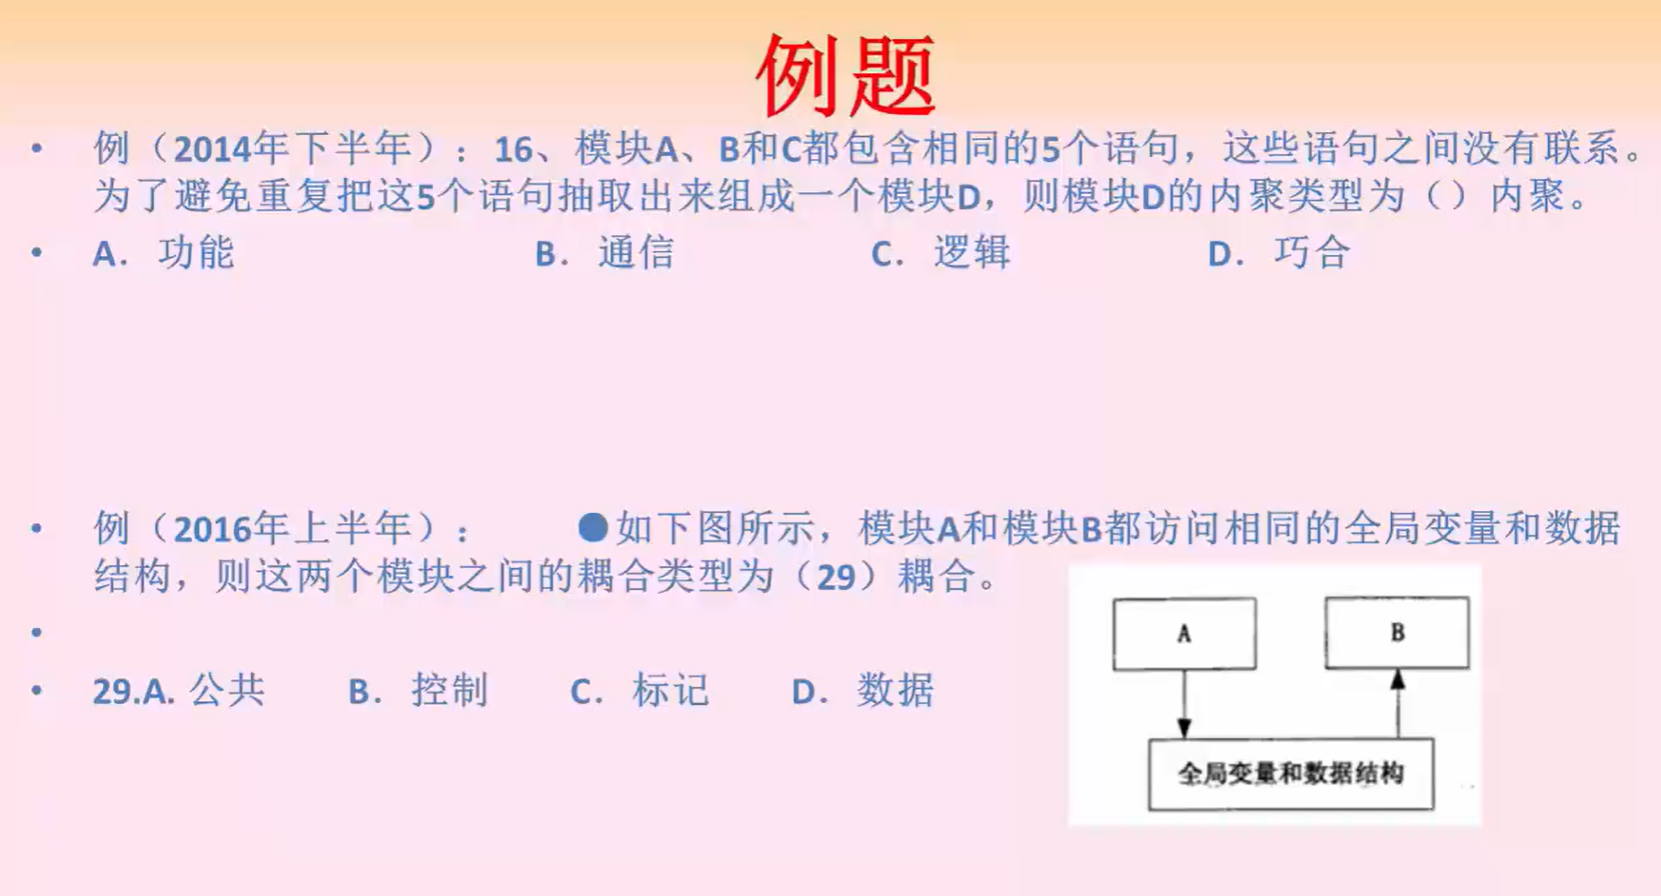 例题
• 例（2014年下半年）：16、模块A、B和C都包含相同的5个语句，这些语句之间没有联系。
为了避免重复把这5个语句抽取出来组成一个模块D，则模块D的内聚类型为（）内聚。
• A．功能 B．通信 C．逻辑 D．巧合
• 例（2016年上半年）： ●如下图所示，模块A和模块B都访问相同的全局变量和数据
结构，则这两个模块之间的耦合类型为（29）耦合。
•
• 29.A. 公共 B．控制 C．标记 D．数据
A B
全局变量和数据结构